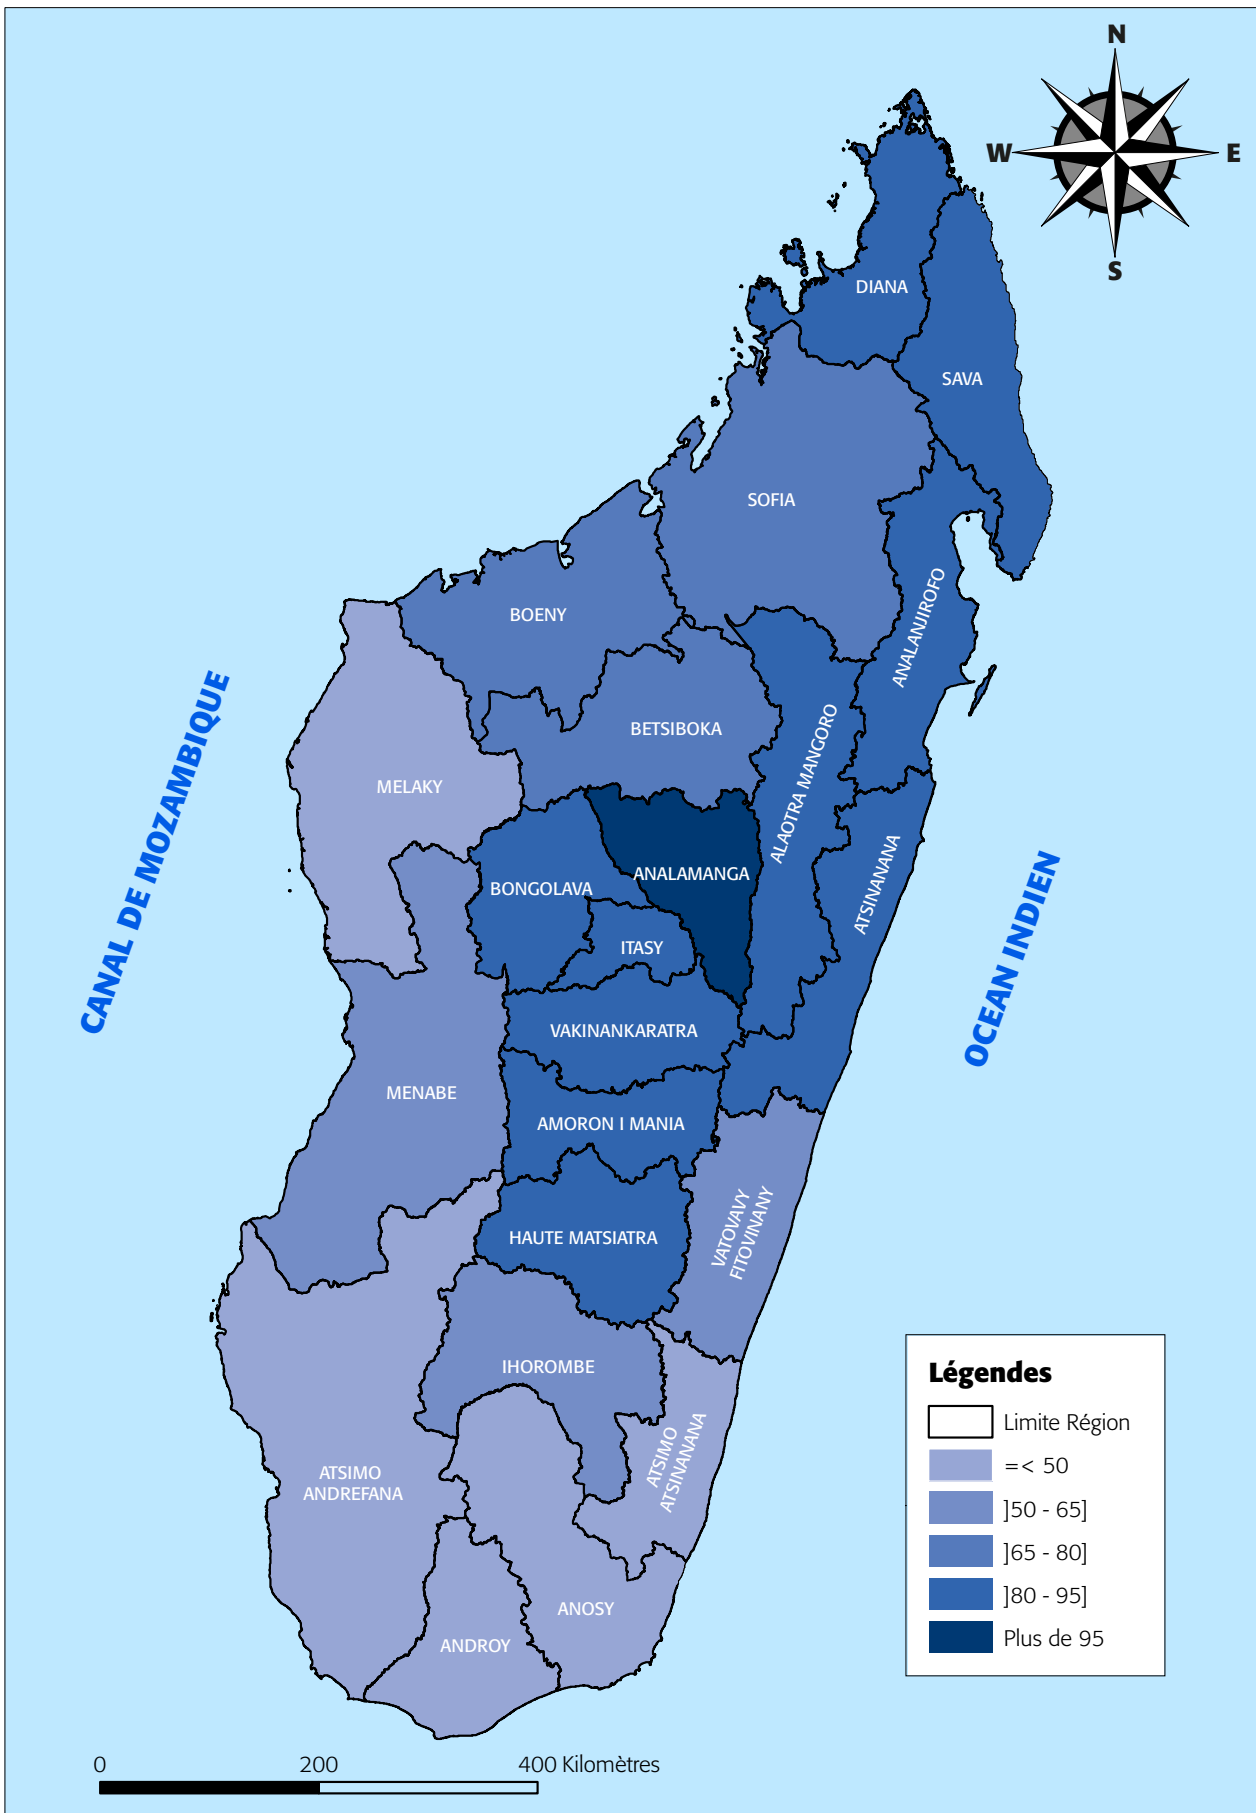 N
W
E
S
DIANA
SAVA
SOFIA
ANALANJIROFO
BOENY
BETSIBOKA
ALAOTRA MANGORO
MELAKY
CANAL DE MOZAMBIQUE
ANALAMANGA
BONGOLAVA
ATSINANANA
ITASY
OCEAN INDIEN
VAKINANKARATRA
MENABE
AMORON I MANIA
HAUTE MATSIATRA
VATOVAVY
FITOVINANY
IHOROMBE
ATSIMO
ATSINANANA
ATSIMO
ANDREFANA
ANOSY
ANDROY
Légendes
Limite Région
=< 50
]50 - 65]
]65 - 80]
]80 - 95]
Plus de 95
0 200 400 Kilomètres